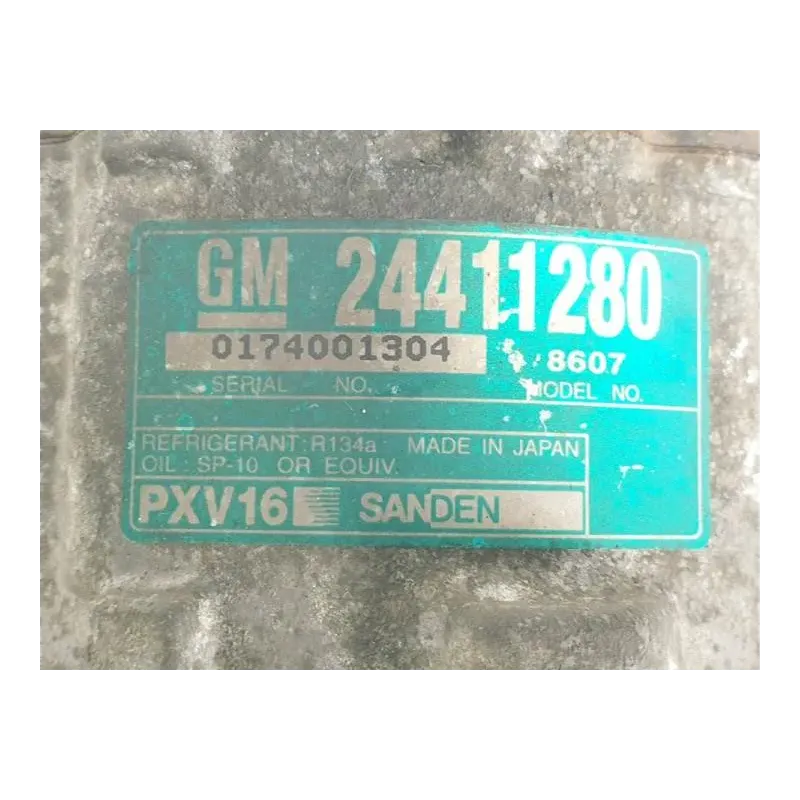 GM 24411280
0174001304 8607
SERIAL NO. MODEL NO.
REFRIGERANT : R134a MADE IN JAPAN
OIL : SP-10 OR EQUIV.
PXV16 SANDEN